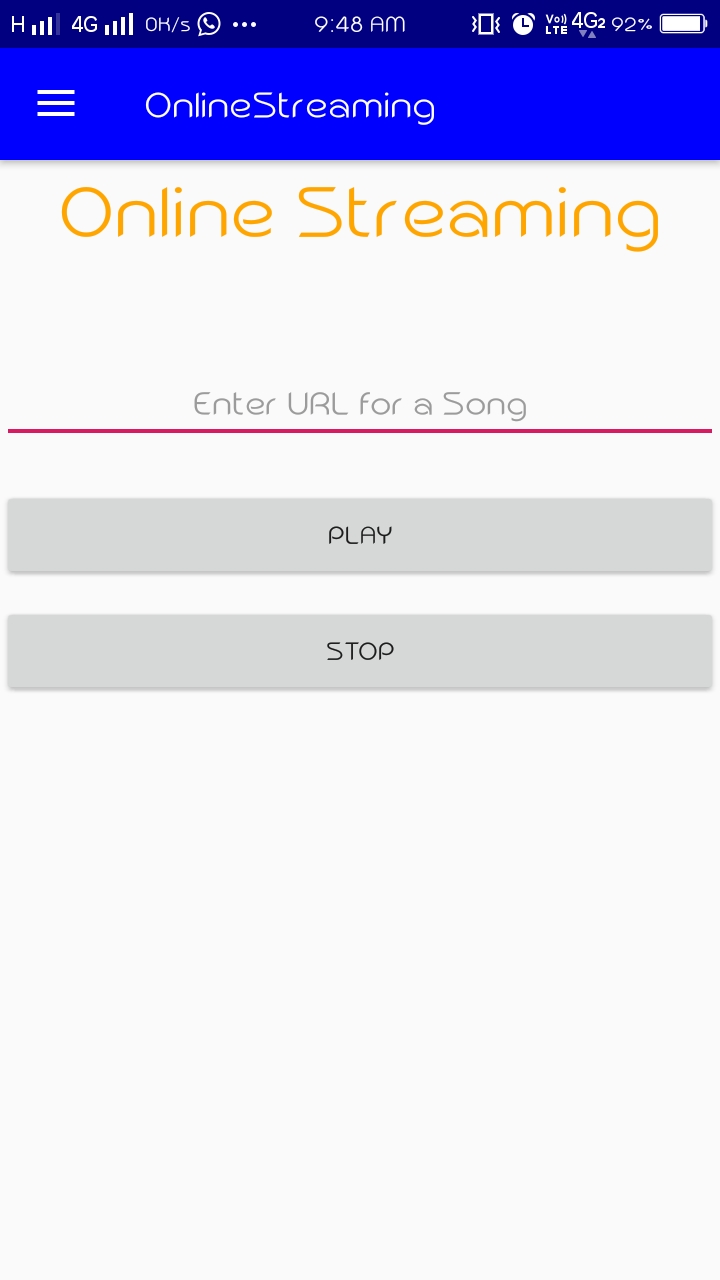 H 4G 0K/s 9:48 AM Vo)) LTE 4G2 92%
OnlineStreaming
Online Streaming
Enter URL for a Song
PLAY
STOP